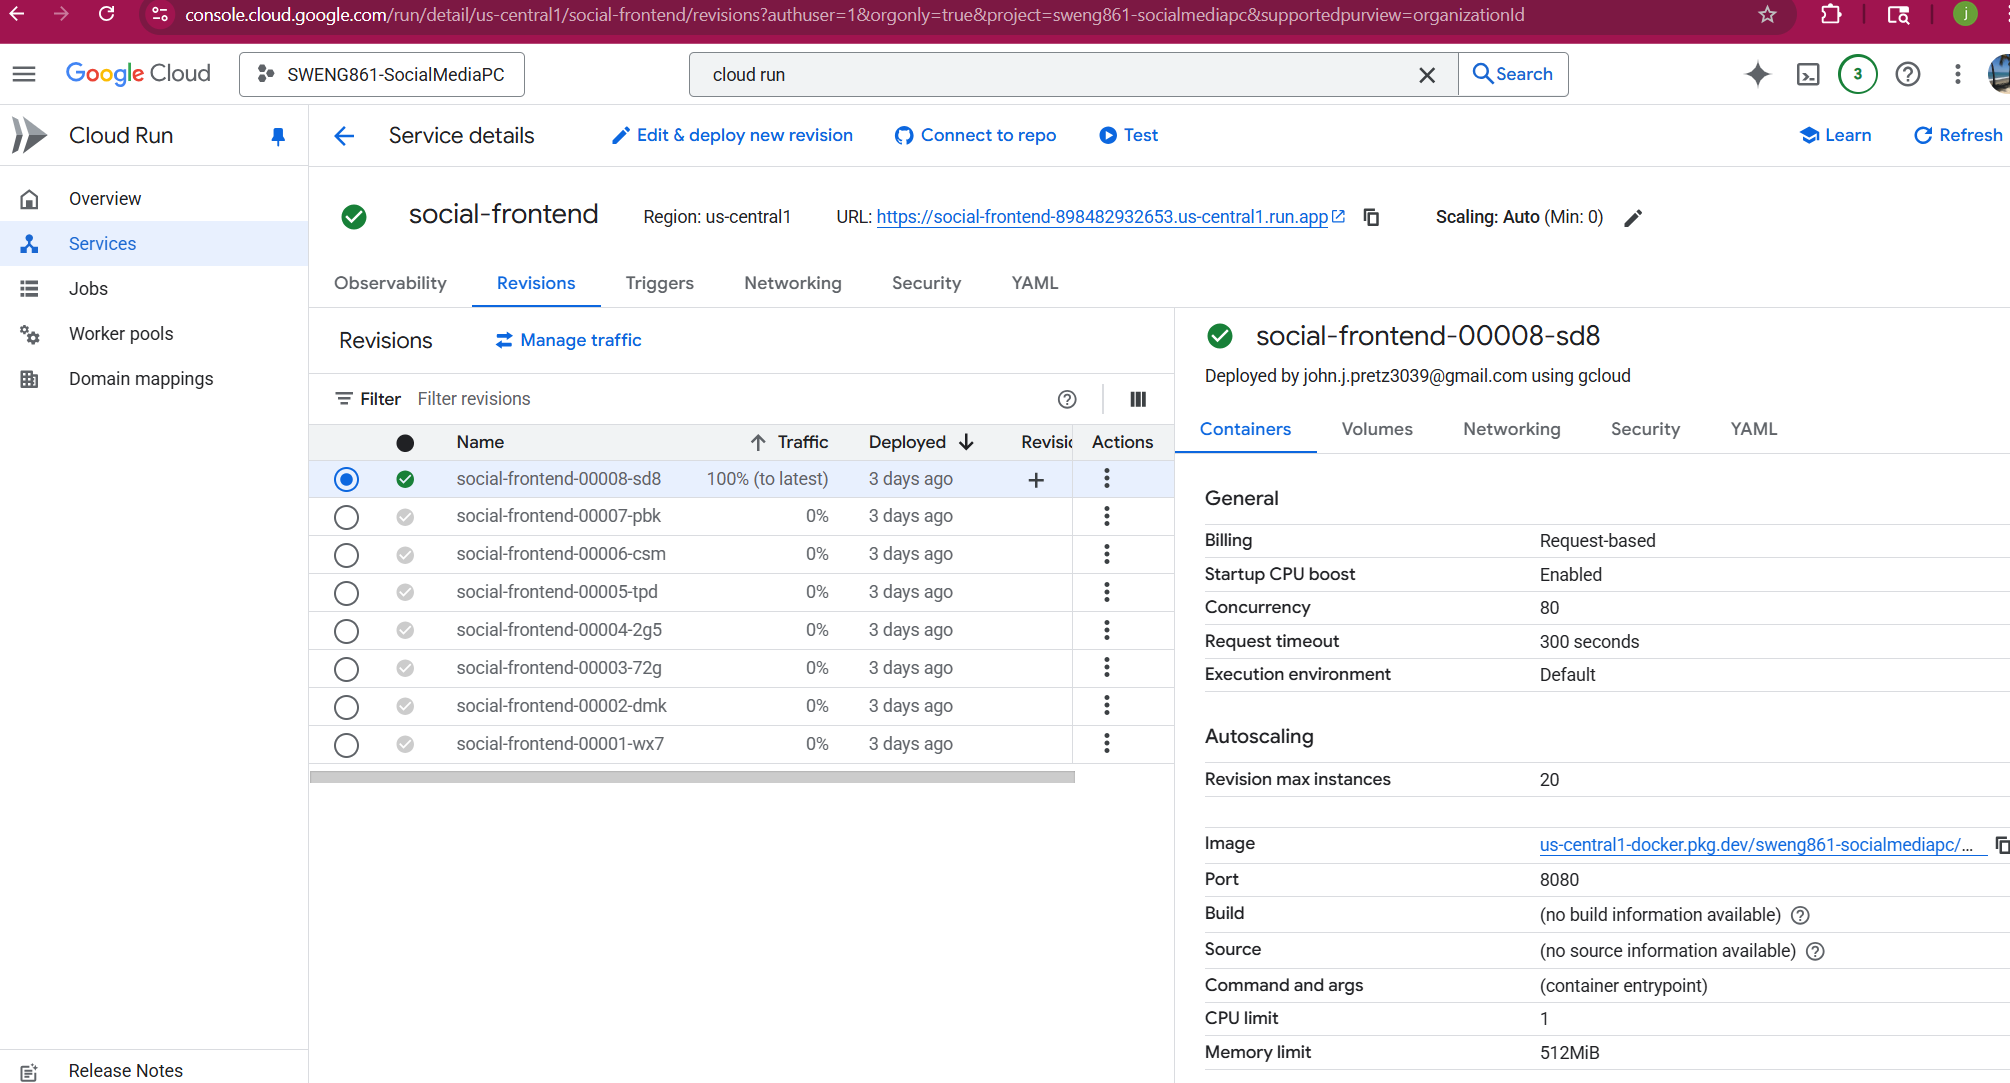 console.cloud.google.com/run/detail/us-central1/social-frontend/revisions?authuser=1&orgonly=true&project=sweng861-socialmediapc&supportedpurview=organizationId
j
Google Cloud
SWENG861-SocialMediaPC
cloud run
Search
3
Cloud Run
Service details
Edit & deploy new revision
Connect to repo
Test
Learn
Refresh
Overview
Services
Jobs
Worker pools
Domain mappings
Release Notes
social-frontend
Region: us-central1
URL: https://social-frontend-898482932653.us-central1.run.app
Scaling: Auto (Min: 0)
Observability
Revisions
Triggers
Networking
Security
YAML
Revisions
Manage traffic
Filter
Filter revisions
Name Traffic Deployed Revisio Actions
social-frontend-00008-sd8 100% (to latest) 3 days ago
social-frontend-00007-pbk 0% 3 days ago
social-frontend-00006-csm 0% 3 days ago
social-frontend-00005-tpd 0% 3 days ago
social-frontend-00004-2g5 0% 3 days ago
social-frontend-00003-72g 0% 3 days ago
social-frontend-00002-dmk 0% 3 days ago
social-frontend-00001-wx7 0% 3 days ago
social-frontend-00008-sd8
Deployed by john.j.pretz3039@gmail.com using gcloud
Containers
Volumes
Networking
Security
YAML
General
Billing Request-based
Startup CPU boost Enabled
Concurrency 80
Request timeout 300 seconds
Execution environment Default
Autoscaling
Revision max instances 20
Image us-central1-docker.pkg.dev/sweng861-socialmediapc/...
Port 8080
Build (no build information available)
Source (no source information available)
Command and args (container entrypoint)
CPU limit 1
Memory limit 512MiB